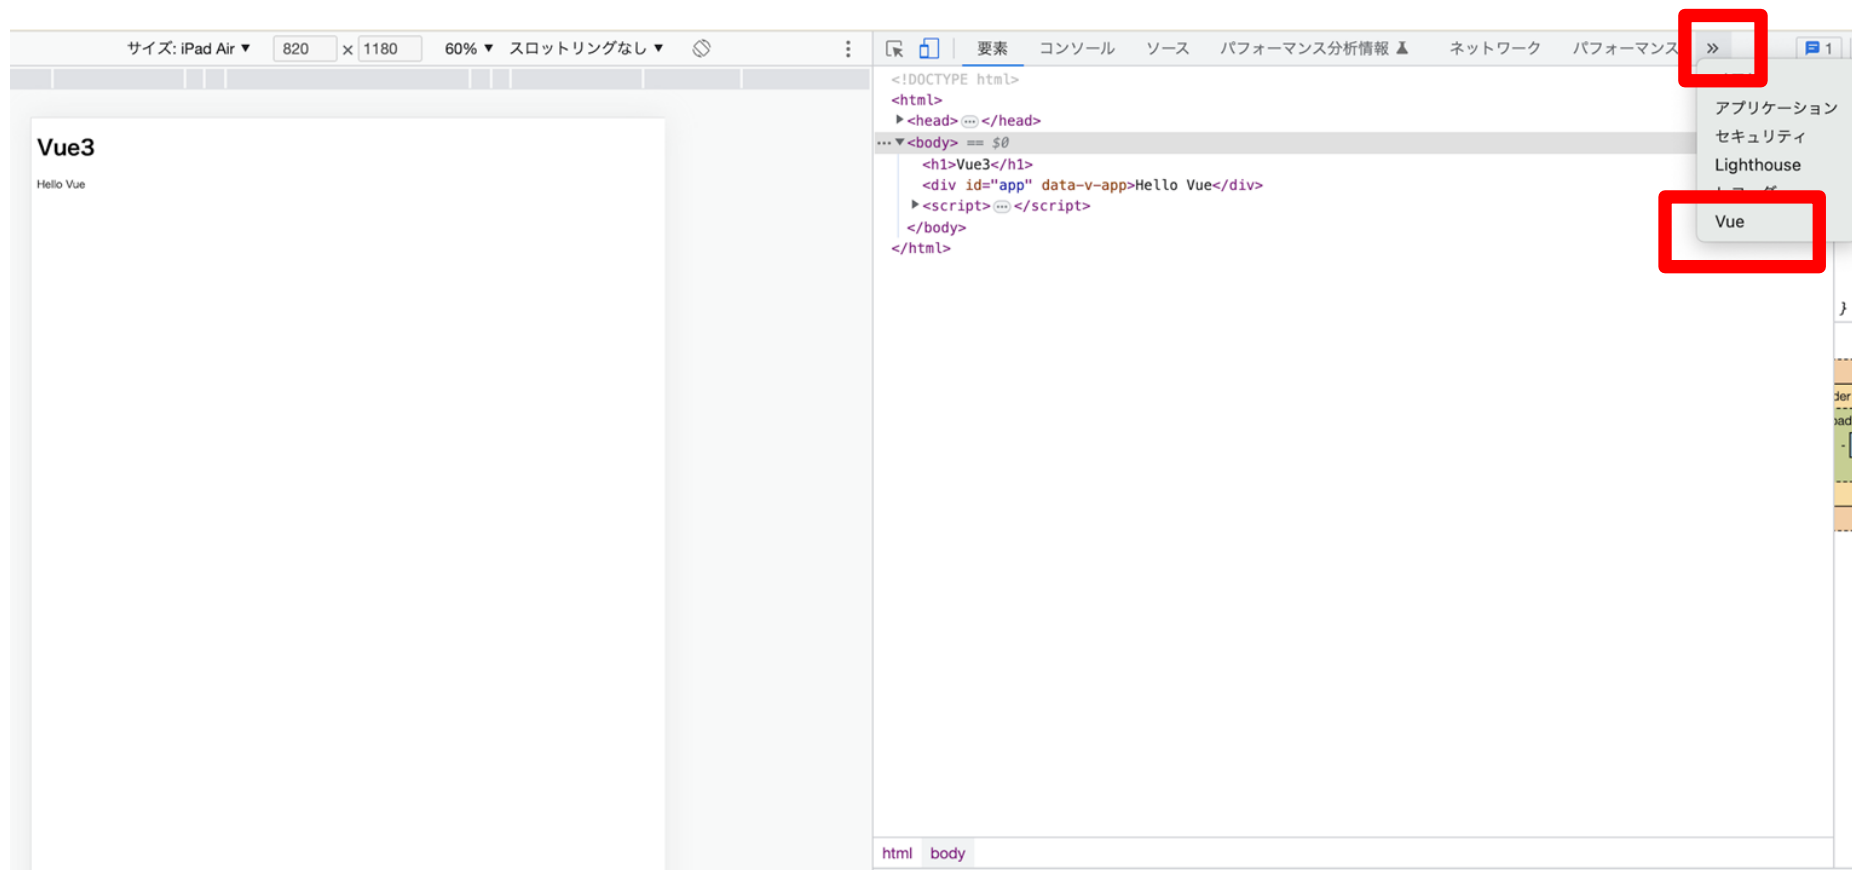 サイズ: iPad Air ▼ 820 × 1180 60% ▼ スロットリングなし ▼
要素 コンソール ソース パフォーマンス分析情報 ネットワーク パフォーマンス » 1
アプリケーション
セキュリティ
Lighthouse
Vue
Vue3
Hello Vue
<!DOCTYPE html>
<html>
▶<head>…</head>
…▼<body> == $0
<h1>Vue3</h1>
<div id="app" data-v-app>Hello Vue</div>
▶<script>…</script>
</body>
</html>
}
html body